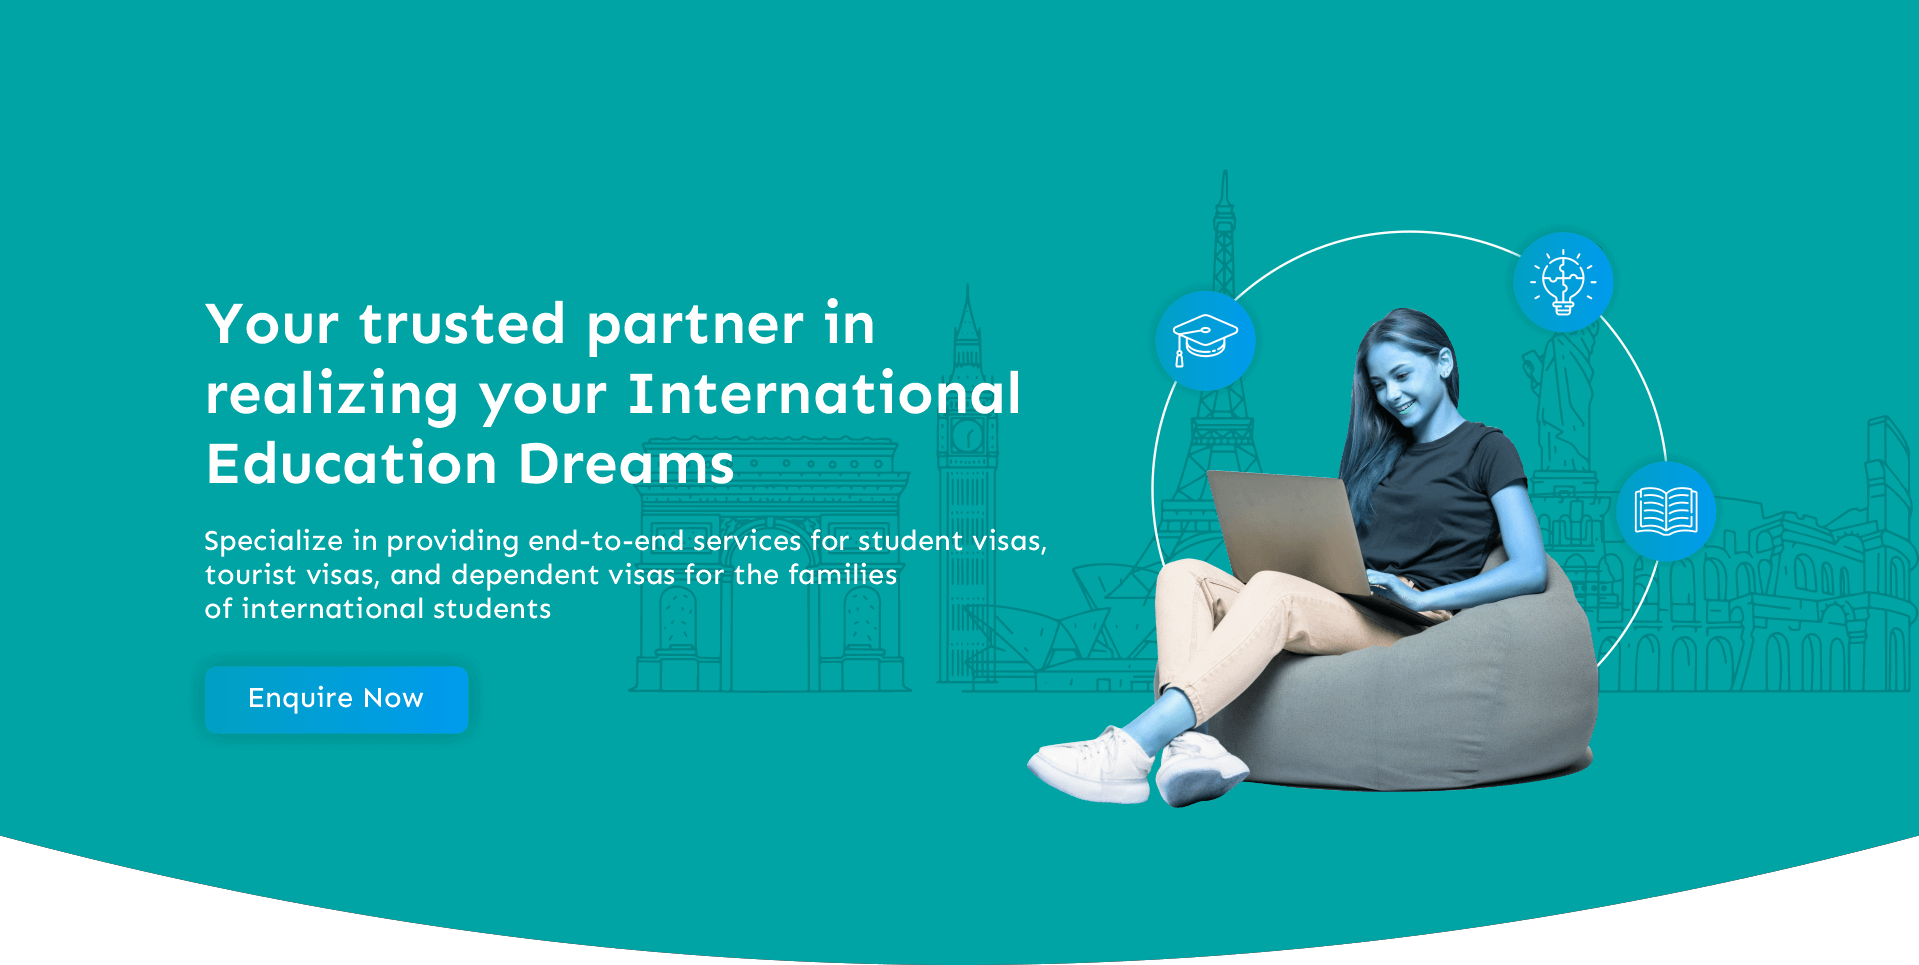 Your trusted partner in
realizing your International
Education Dreams
Specialize in providing end-to-end services for student visas,
tourist visas, and dependent visas for the families
of international students
Enquire Now